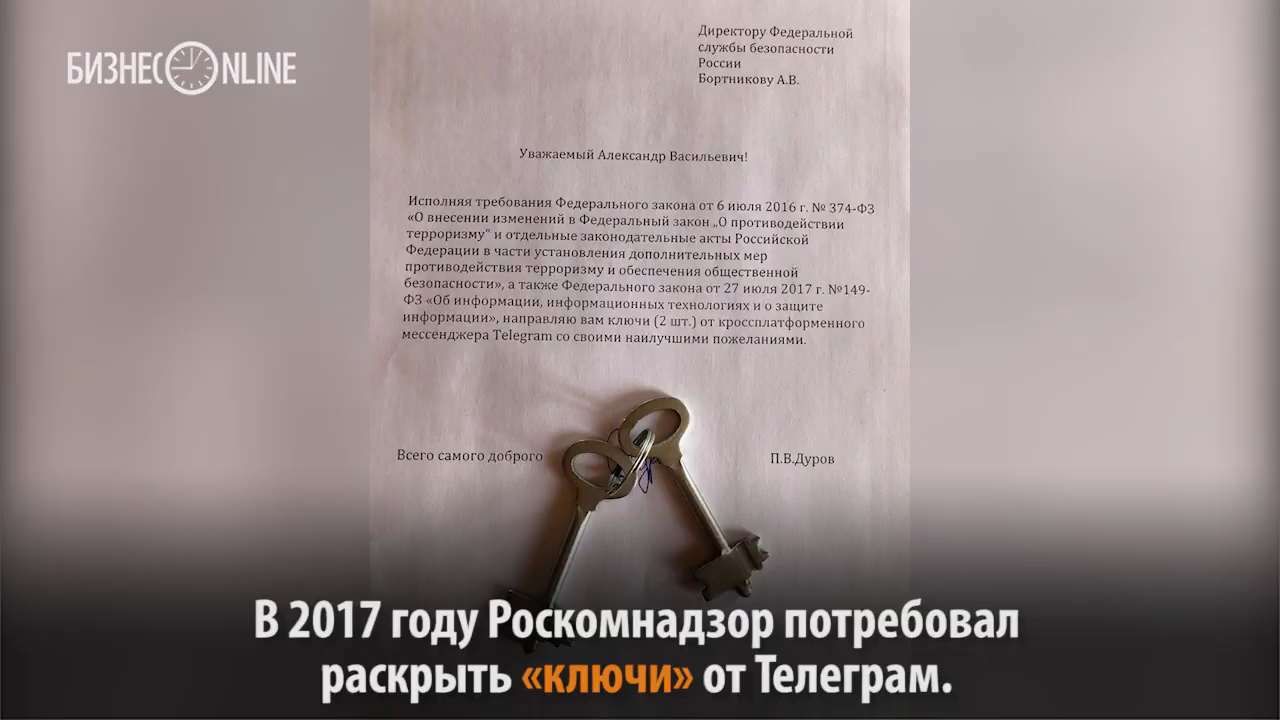 БИЗНЕС ONLINE
Директору Федеральной
службы безопасности
России
Бортникову А.В.
Уважаемый Александр Васильевич!
Исполняя требования Федерального закона от 6 июля 2016 г. № 374-ФЗ
«О внесении изменений в Федеральный закон „О противодействии
терроризму" и отдельные законодательные акты Российской
Федерации в части установления дополнительных мер
противодействия терроризму и обеспечения общественной
безопасности», а также Федерального закона от 27 июля 2017 г. №149-
ФЗ «Об информации, информационных технологиях и о защите
информации», направляю вам ключи (2 шт.) от кроссплатформенного
мессенджера Telegram со своими наилучшими пожеланиями.
Всего самого доброго
П.В.Дуров
В 2017 году Роскомнадзор потребовал
раскрыть «ключи» от Телеграм.